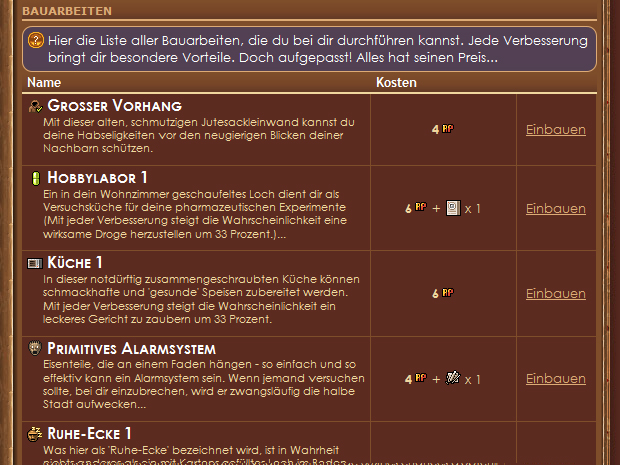 BAUARBEITEN
Hier die Liste aller Bauarbeiten, die du bei dir durchführen kannst. Jede Verbesserung
bringt dir besondere Vorteile. Doch aufgepasst! Alles hat seinen Preis...
Name Kosten
GROSSER VORHANG
Mit dieser alten, schmutzigen Jutesackleinwand kannst du
deine Habseligkeiten vor den neugierigen Blicken deiner
Nachbarn schützen.
4 RP
Einbauen
HOBBYLABOR 1
Ein in dein Wohnzimmer geschaufeltes Loch dient dir als
Versuchsküche für deine pharmazeutischen Experimente
(Mit jeder Verbesserung steigt die Wahrscheinlichkeit eine
wirksame Droge herzustellen um 33 Prozent.)...
6 RP + x 1
Einbauen
KÜCHE 1
In dieser notdürftig zusammengeschraubten Küche können
schmackhafte und 'gesunde' Speisen zubereitet werden.
Mit jeder Verbesserung steigt die Wahrscheinlichkeit ein
leckeres Gericht zu zaubern um 33 Prozent.
6 RP
Einbauen
PRIMITIVES ALARMSYSTEM
Eisenteile, die an einem Faden hängen - so einfach und so
effektiv kann ein Alarmsystem sein. Wenn jemand versuchen
sollte, bei dir einzubrechen, wird er zwangsläufig die halbe
Stadt aufwecken...
4 RP + x 1
Einbauen
RUHE-ECKE 1
Was hier als 'Ruhe-Ecke' bezeichnet wird, ist in Wahrheit